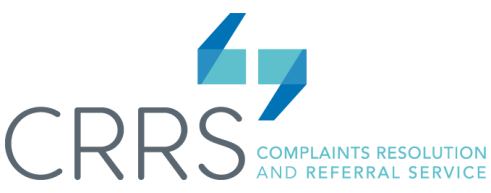 CRRS
COMPLAINTS RESOLUTION
AND REFERRAL SERVICE